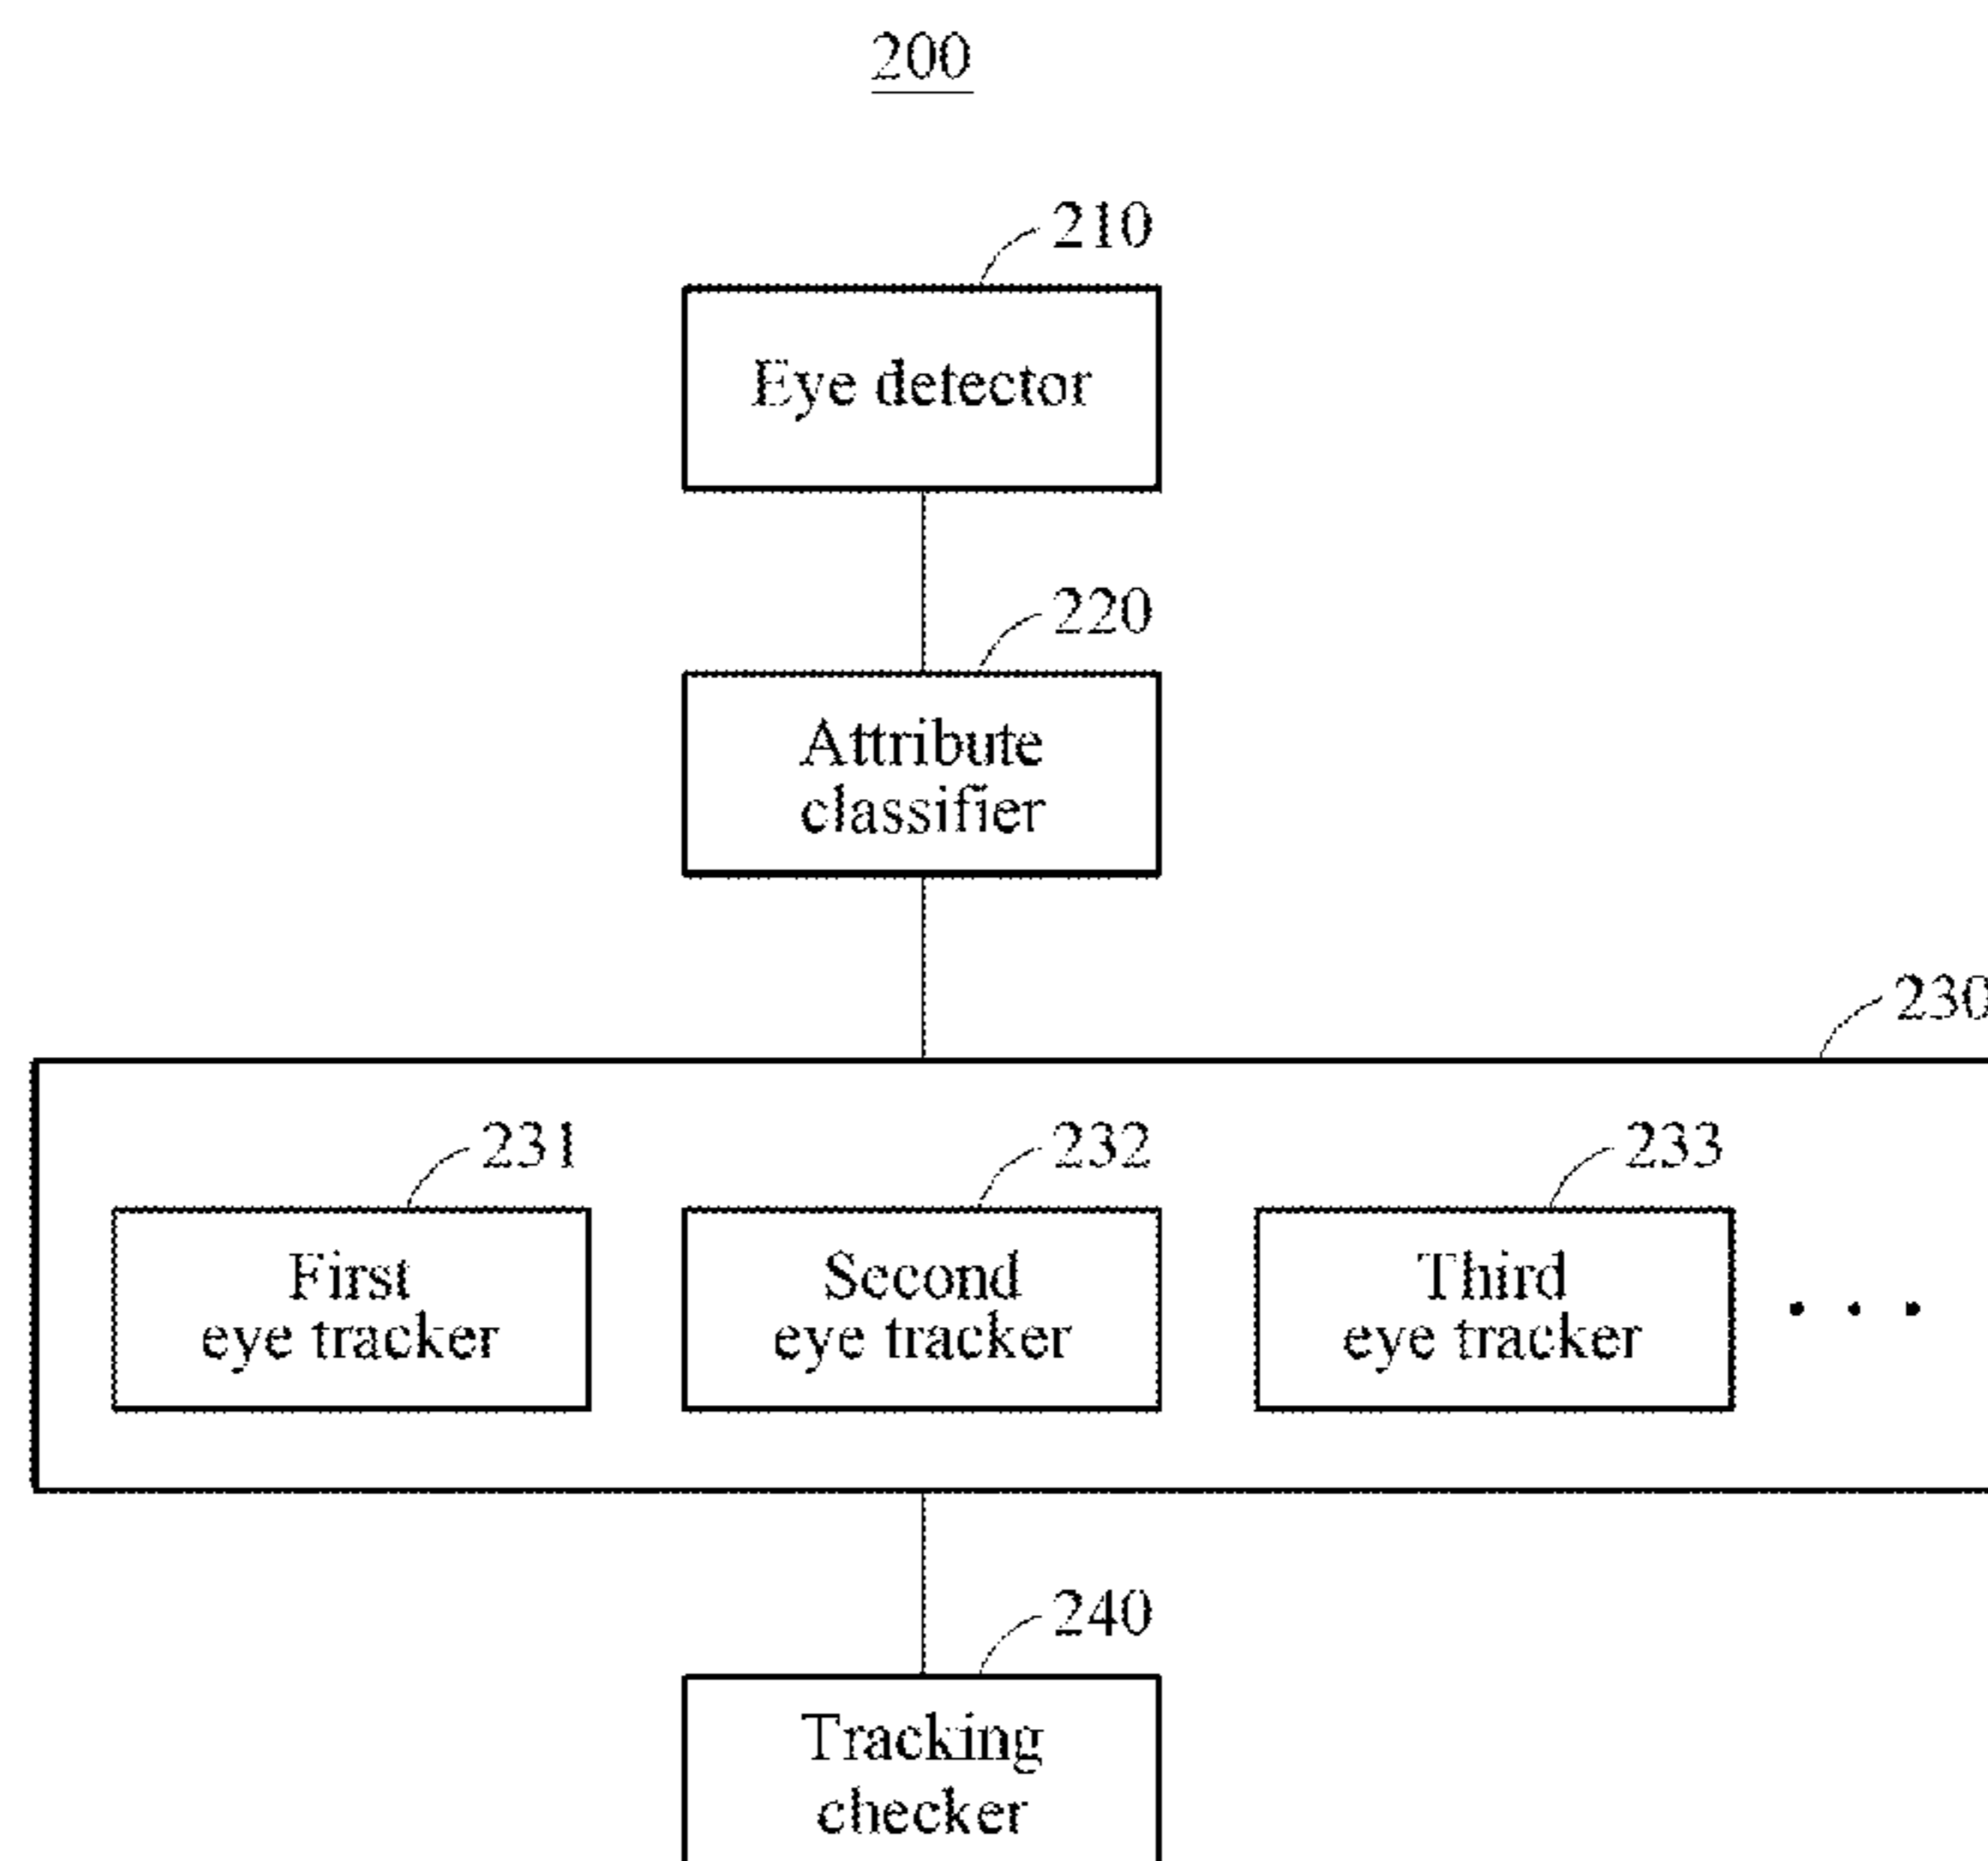 200
210
Eye detector
220
Attribute
classifier
230
231
232
233
First
eye tracker
Second
eye tracker
Third
eye tracker
• • •
240
Tracking
checker